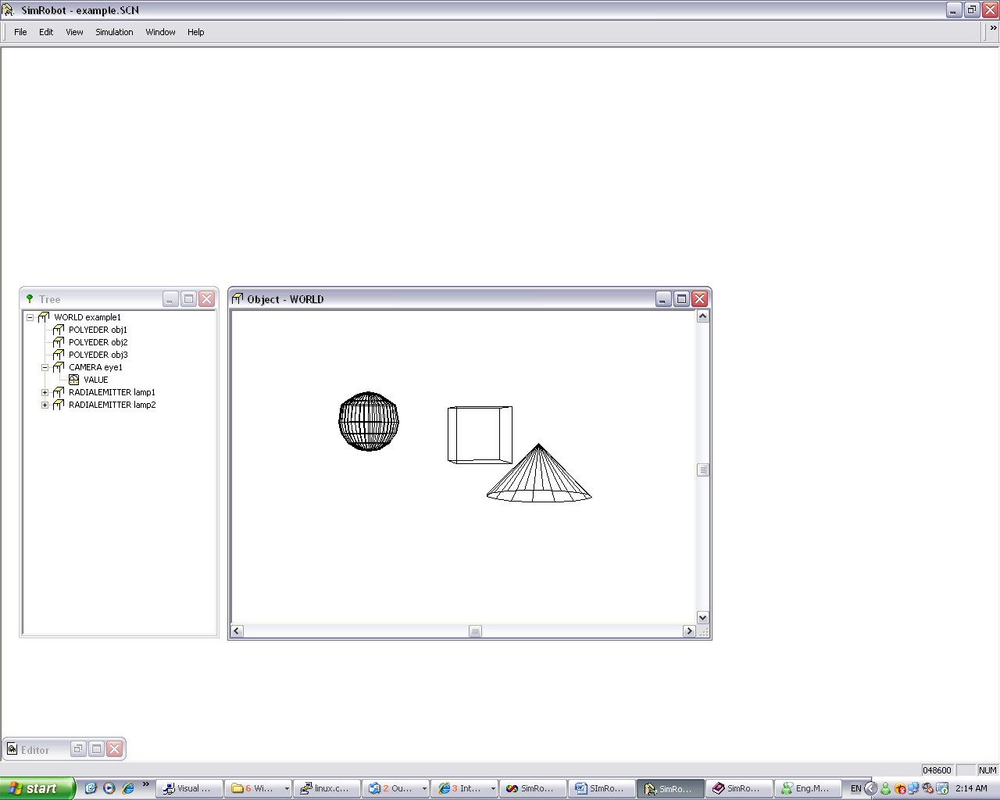 SimRobot - example.SCN
File Edit View Simulation Window Help
Tree
WORLD example1
POLYEDER obj1
POLYEDER obj2
POLYEDER obj3
CAMERA eye1
VALUE
RADIALEMITTER lamp1
RADIALEMITTER lamp2
Object - WORLD
Editor
048600 NUM
start Visual ... 6 Wi... linux.c... 2 Ou... 3 Int... SimRo... SImRo... SimRo... SimRo... Eng.M... EN 2:14 AM